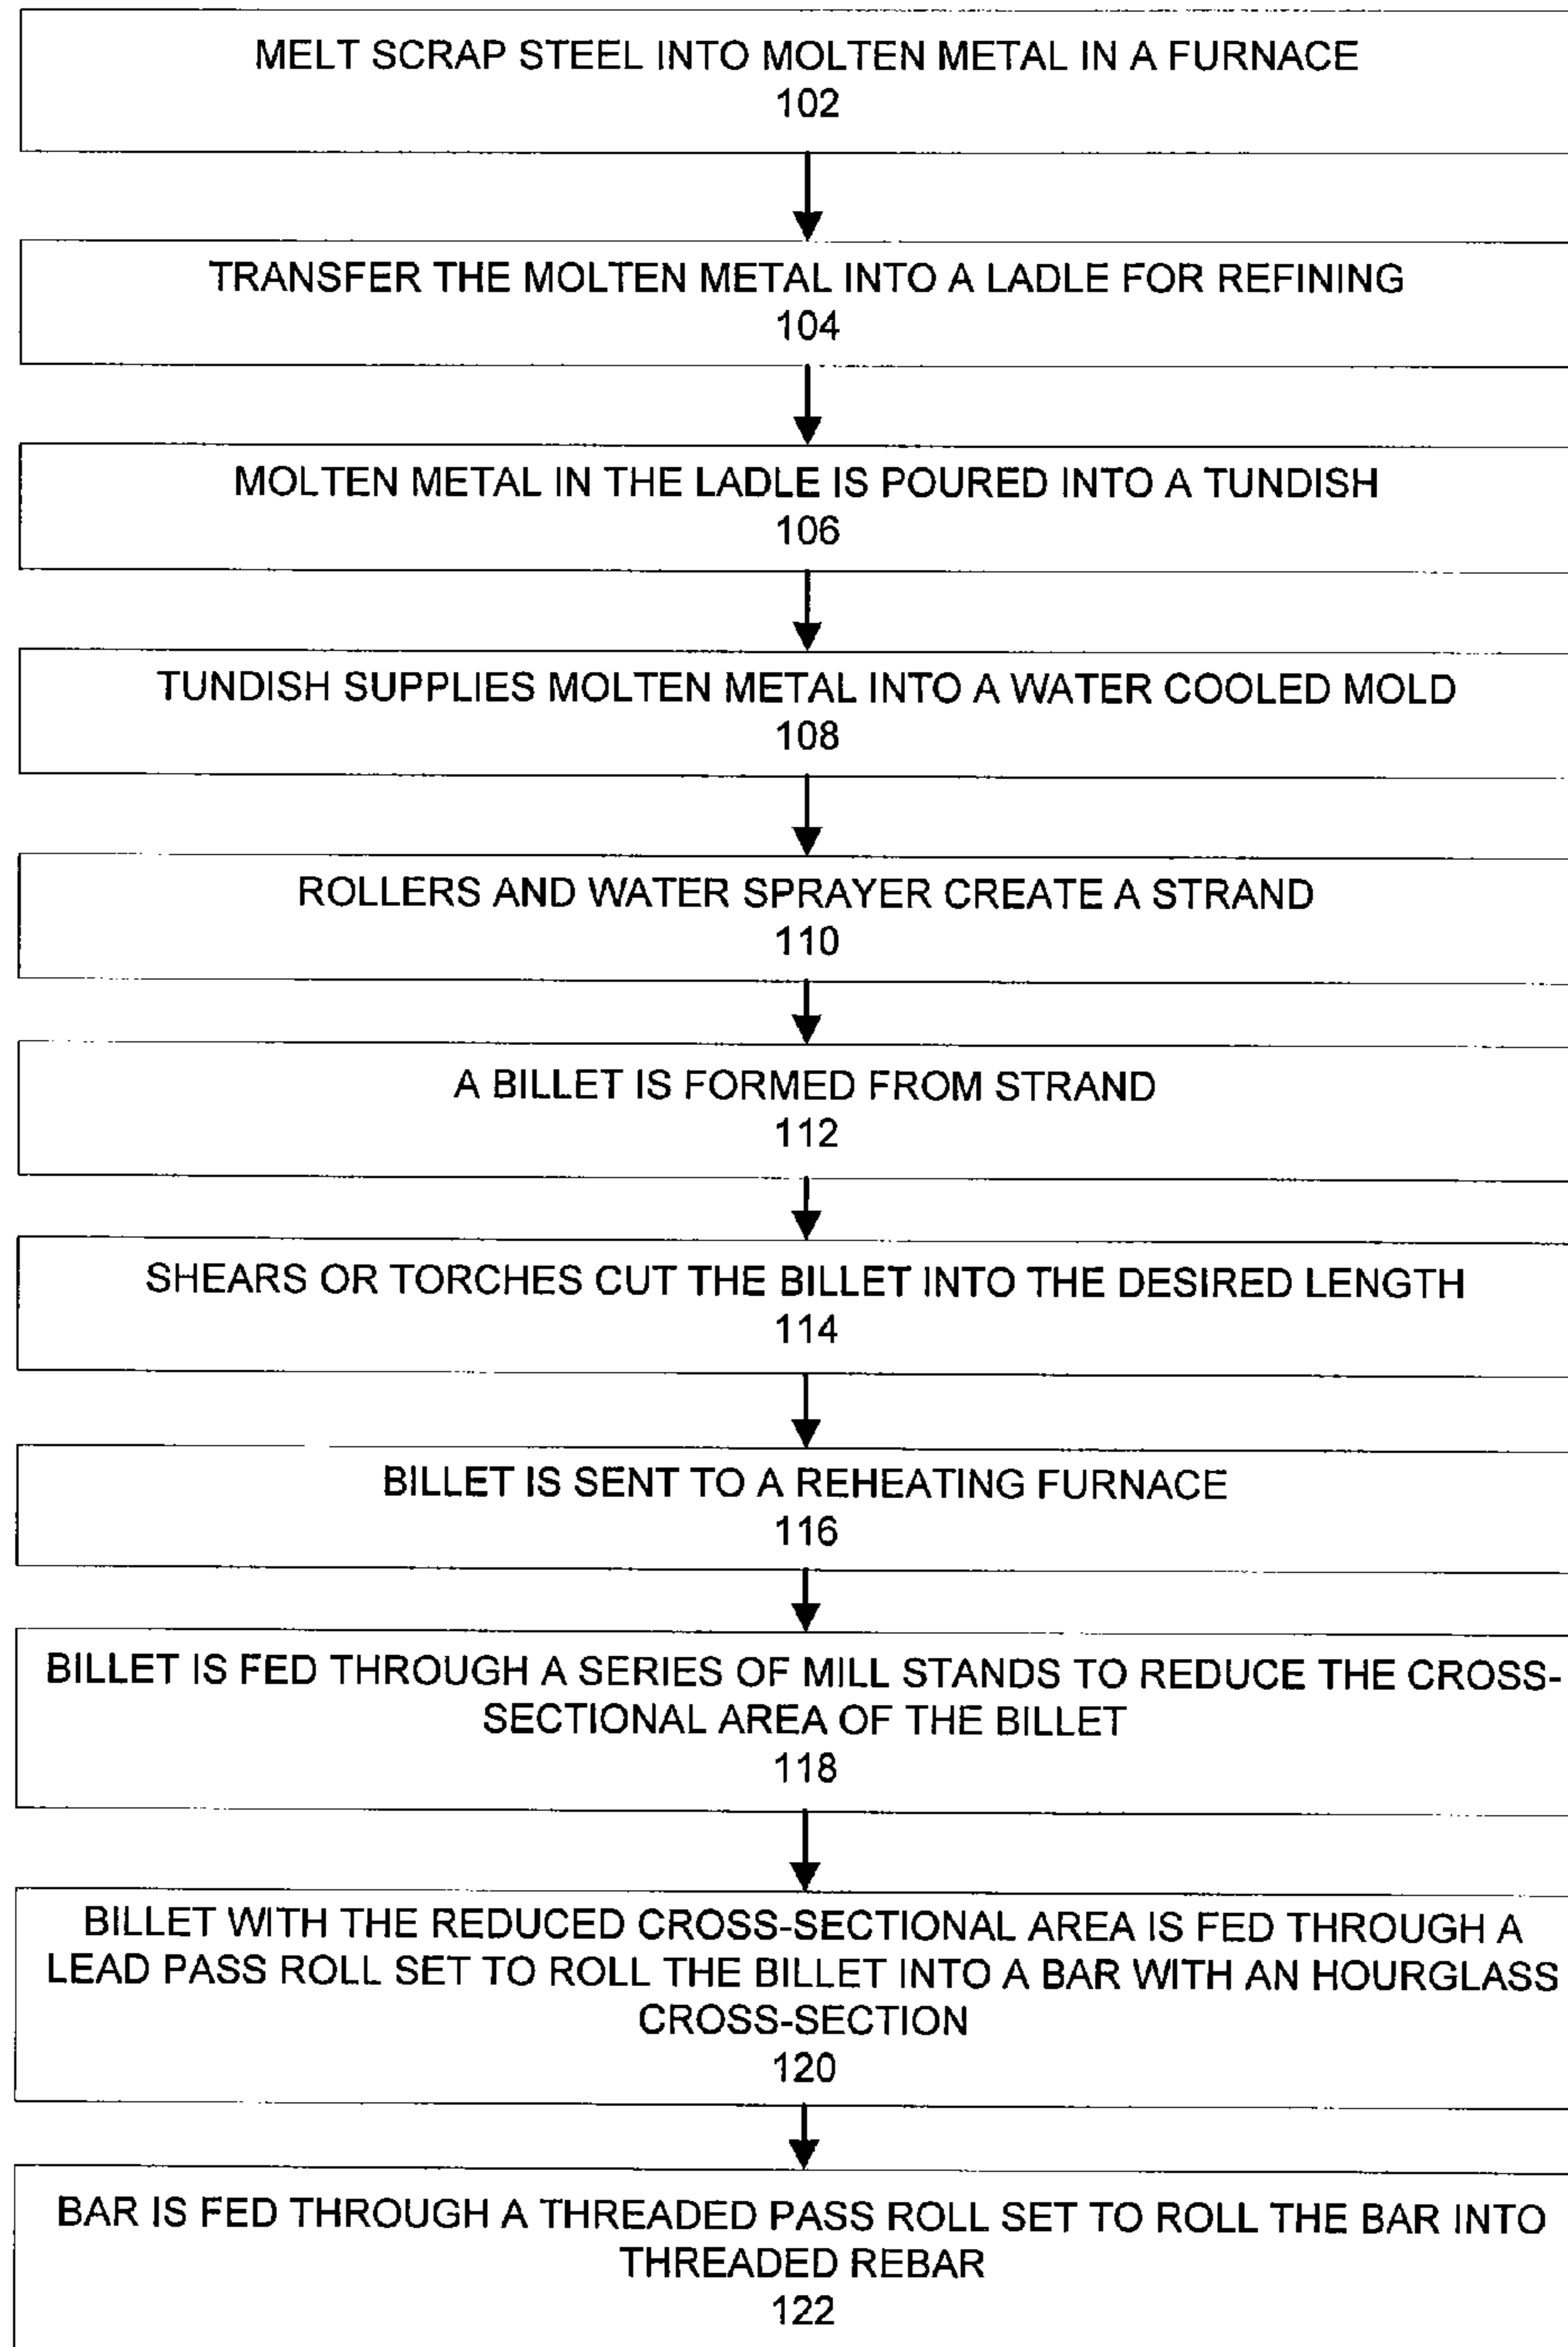 MELT SCRAP STEEL INTO MOLTEN METAL IN A FURNACE
102
TRANSFER THE MOLTEN METAL INTO A LADLE FOR REFINING
104
MOLTEN METAL IN THE LADLE IS POURED INTO A TUNDISH
106
TUNDISH SUPPLIES MOLTEN METAL INTO A WATER COOLED MOLD
108
ROLLERS AND WATER SPRAYER CREATE A STRAND
110
A BILLET IS FORMED FROM STRAND
112
SHEARS OR TORCHES CUT THE BILLET INTO THE DESIRED LENGTH
114
BILLET IS SENT TO A REHEATING FURNACE
116
BILLET IS FED THROUGH A SERIES OF MILL STANDS TO REDUCE THE CROSS-
SECTIONAL AREA OF THE BILLET
118
BILLET WITH THE REDUCED CROSS-SECTIONAL AREA IS FED THROUGH A
LEAD PASS ROLL SET TO ROLL THE BILLET INTO A BAR WITH AN HOURGLASS
CROSS-SECTION
120
BAR IS FED THROUGH A THREADED PASS ROLL SET TO ROLL THE BAR INTO
THREADED REBAR
122